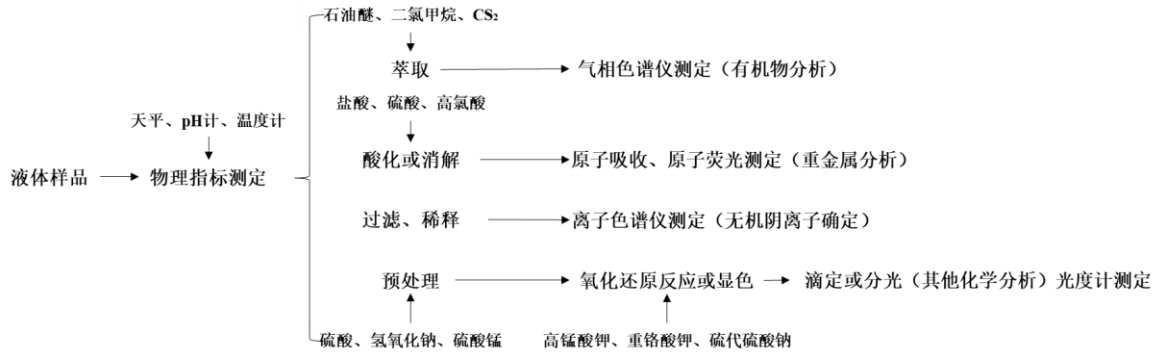 石油醚、二氯甲烷、CS₂
萃取
气相色谱仪测定（有机物分析）
盐酸、硫酸、高氯酸
天平、pH计、温度计
酸化或消解
原子吸收、原子荧光测定（重金属分析）
液体样品
物理指标测定
过滤、稀释
离子色谱仪测定（无机阴离子确定）
预处理
氧化还原反应或显色
滴定或分光（其他化学分析）光度计测定
硫酸、氢氧化钠、硫酸锰
高锰酸钾、重铬酸钾、硫代硫酸钠